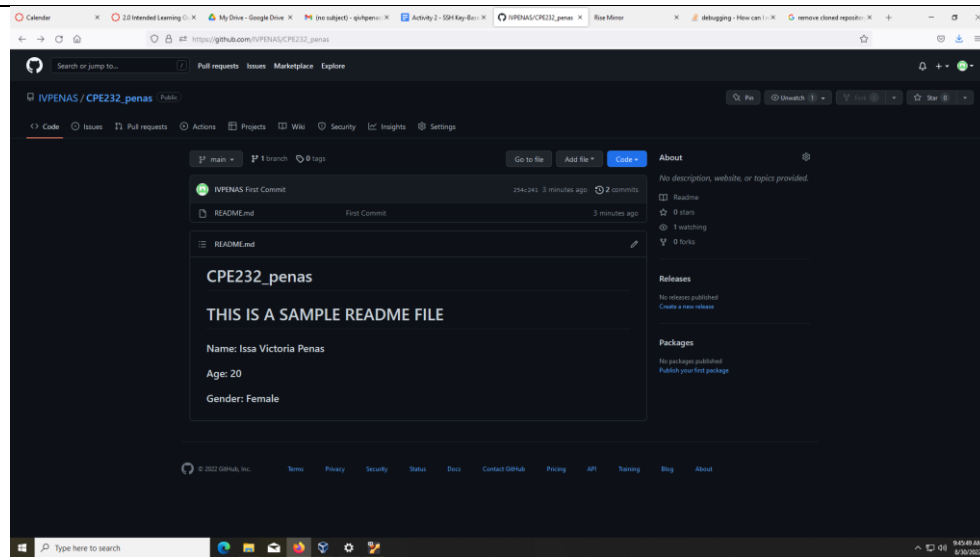 Calendar
2.0 Intended Learning O
My Drive - Google Drive
(no subject) - qivhpenas
Activity 2 - SSH Key-Base
IVPENAS/CPE232_penas
Rise Mirror
debugging - How can I
remove cloned repositor
https://github.com/IVPENAS/CPE232_penas
Search or jump to... / Pull requests Issues Marketplace Explore
IVPENAS / CPE232_penas Public
Pin Unwatch 1 Fork 0 Star 0
Code Issues Pull requests Actions Projects Wiki Security Insights Settings
main 1 branch 0 tags Go to file Add file Code
IVPENAS First Commit 3 minutes ago 2 commits
README.md First Commit 3 minutes ago
README.md
CPE232_penas
THIS IS A SAMPLE README FILE
Name: Issa Victoria Penas
Age: 20
Gender: Female
About
No description, website, or topics provided.
Readme
0 stars
1 watching
0 forks
Releases
No releases published
Create a new release
Packages
No packages published
Publish your first package
© 2022 GitHub, Inc. Terms Privacy Security Status Docs Contact GitHub Pricing API Training Blog About
Type here to search
9:45:49 AM